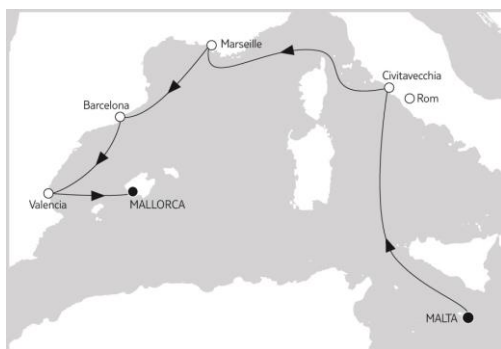 Marseille
Civitavecchia
Rom
Barcelona
Valencia
MALLORCA
MALTA